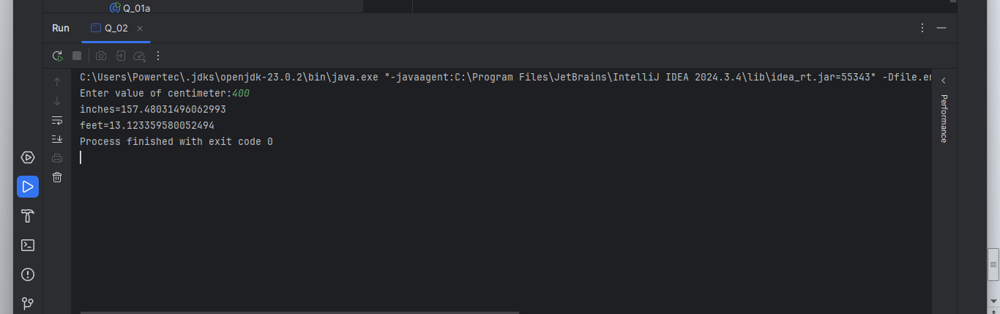 Q_01a
Run Q_02
C:\Users\Powertec\.jdks\openjdk-23.0.2\bin\java.exe "-javaagent:C:\Program Files\JetBrains\IntelliJ IDEA 2024.3.4\lib\idea_rt.jar=55343" -Dfile.en
Enter value of centimeter:400
inches=157.48031496062993
feet=13.123359580052494
Process finished with exit code 0
Performance